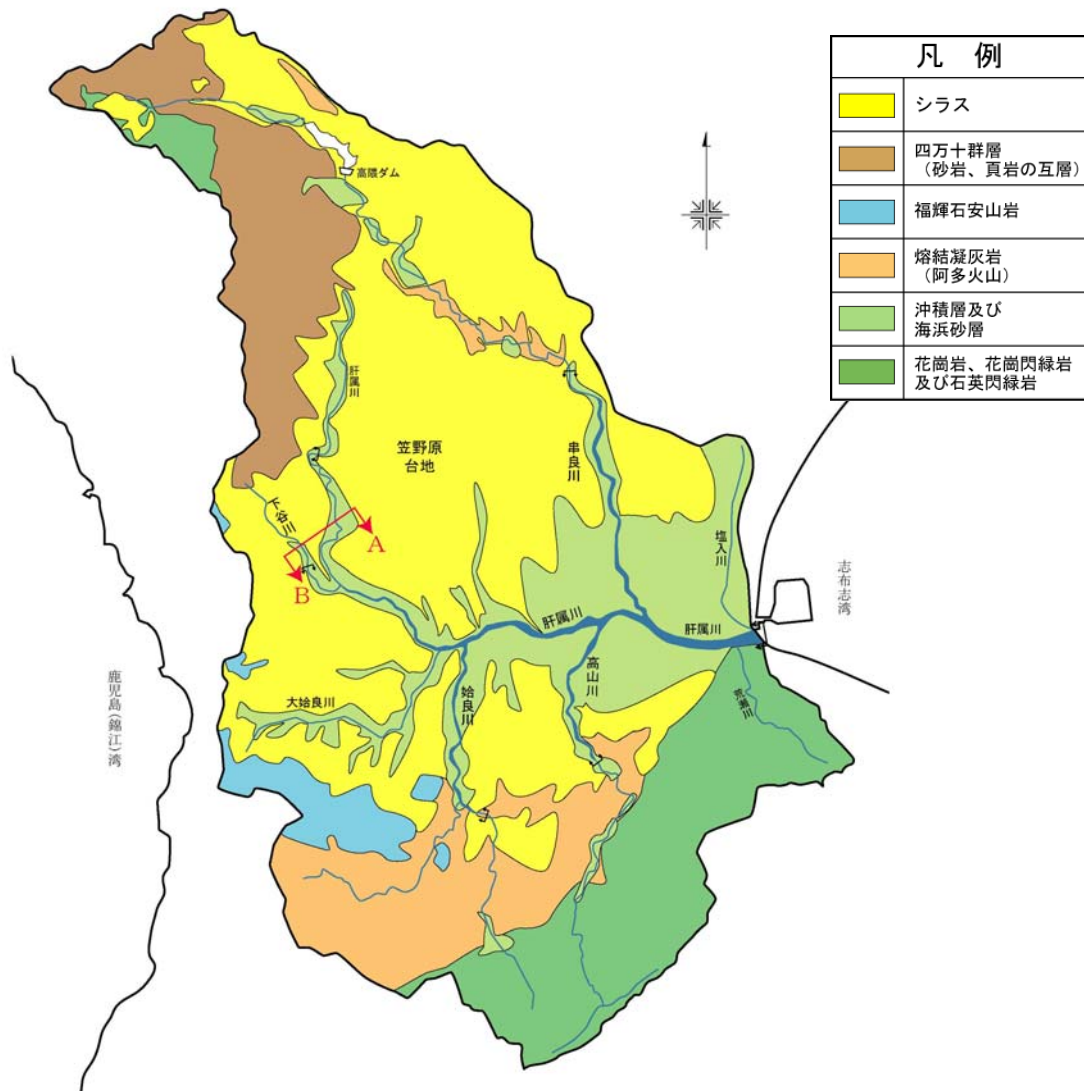 凡 例
シラス
四万十群層
(砂岩、頁岩の互層)
福輝石安山岩
熔結凝灰岩
(阿多火山)
沖積層及び
海浜砂層
花崗岩、花崗閃緑岩
及び石英閃緑岩
高隈ダム
肝属川
笠野原
台地
串良川
下谷川
A
B
塩入川
志布志湾
肝属川
肝属川
高山川
姶良川
大姶良川
荒瀬川
鹿児島(錦江)湾